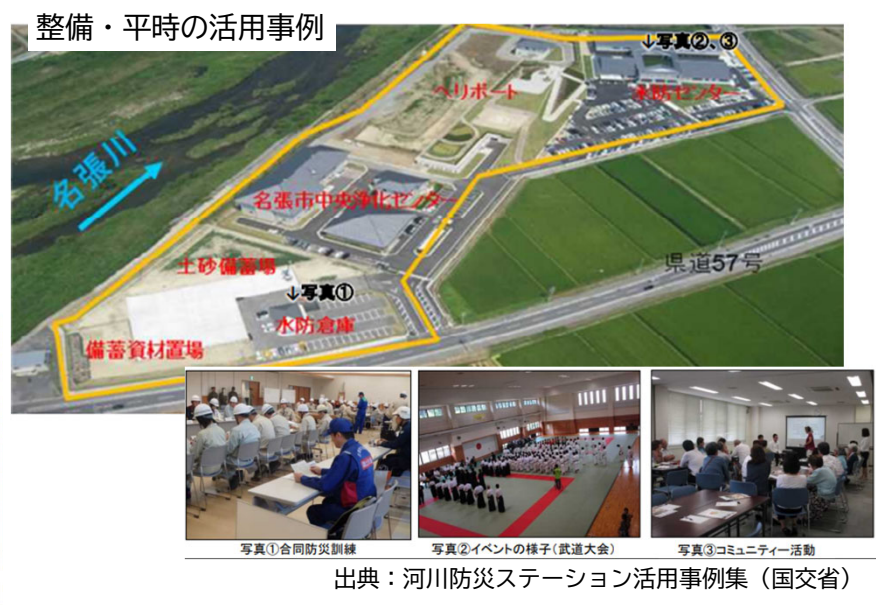 整備・平時の活用事例
↓写真②、③
ヘリポート
水防センター
名張川
名張市中央浄化センター
県道57号
土砂備蓄場
↓写真①
水防倉庫
備蓄資材置場
写真①合同防災訓練
写真②イベントの様子（武道大会）
写真③コミュニティー活動
出典：河川防災ステーション活用事例集（国交省）